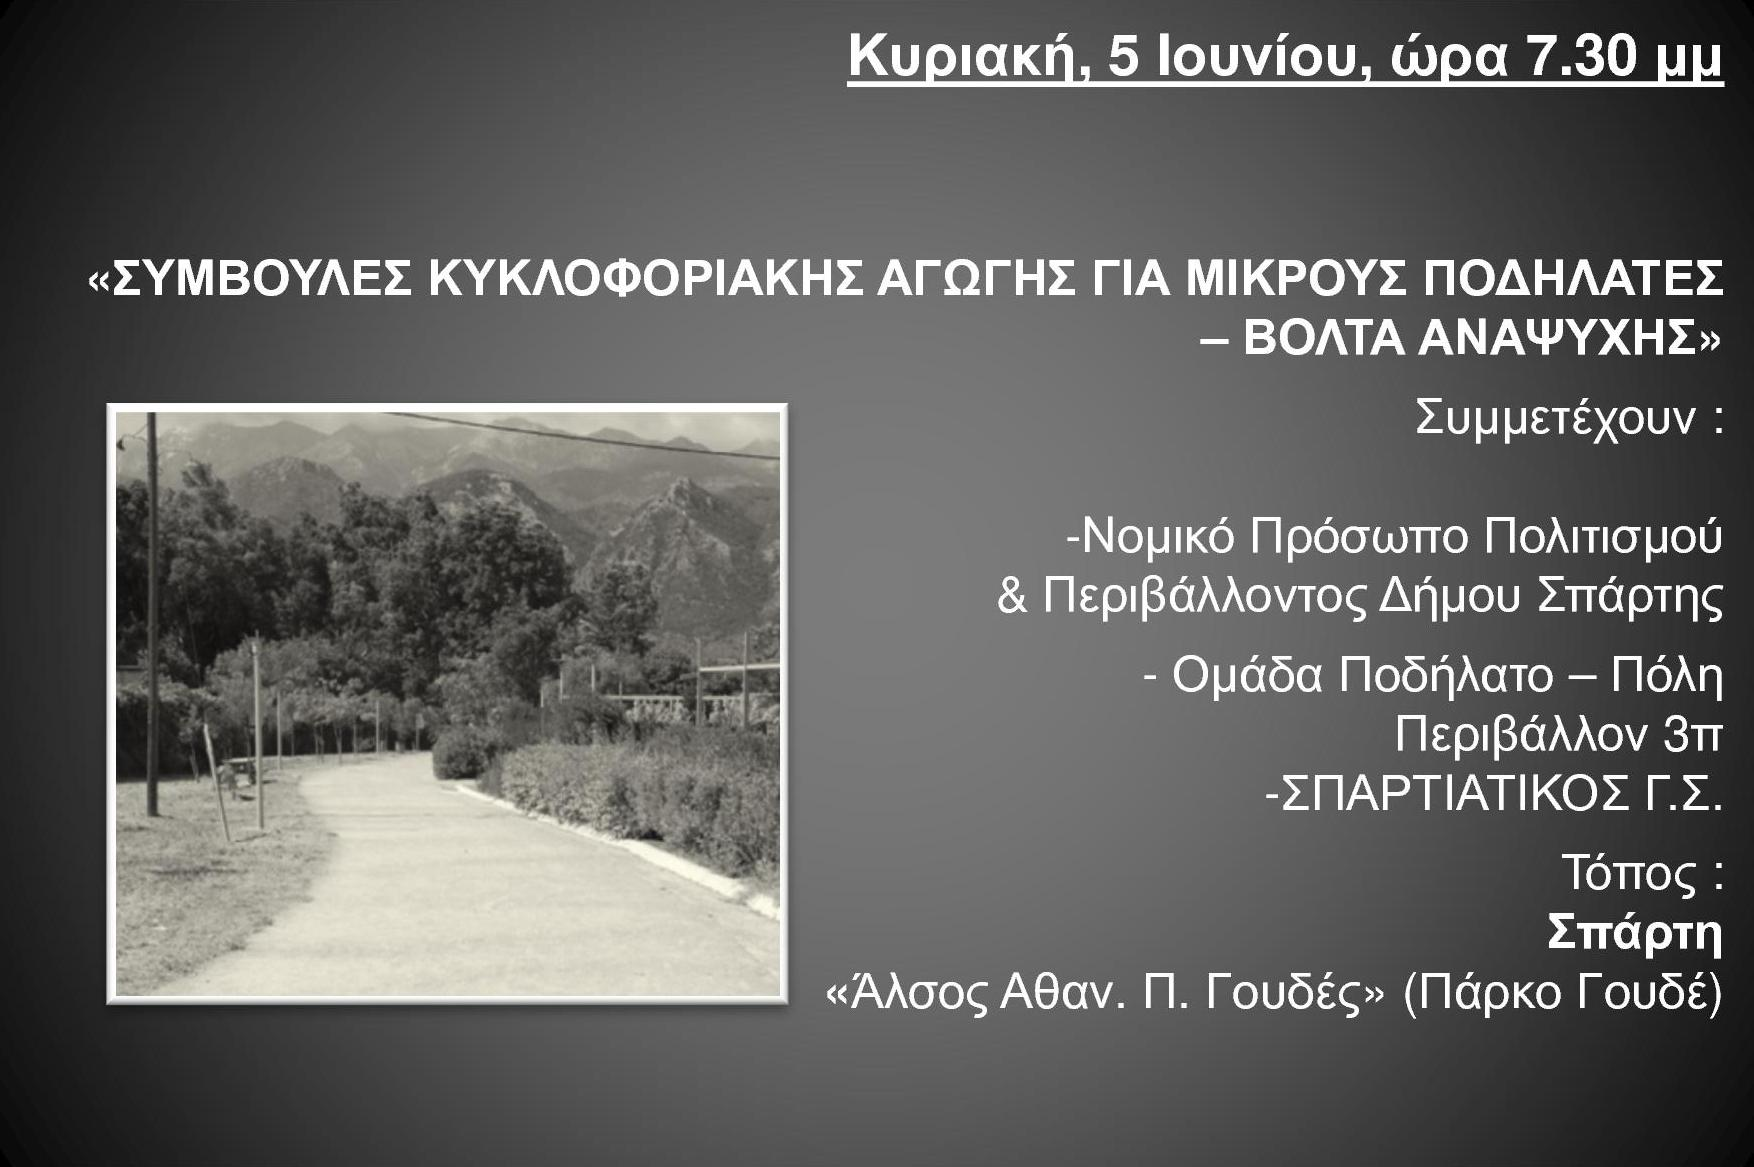 Κυριακή, 5 Ιουνίου, ώρα 7.30 μμ
«ΣΥΜΒΟΥΛΕΣ ΚΥΚΛΟΦΟΡΙΑΚΗΣ ΑΓΩΓΗΣ ΓΙΑ ΜΙΚΡΟΥΣ ΠΟΔΗΛΑΤΕΣ
– ΒΟΛΤΑ ΑΝΑΨΥΧΗΣ»
Συμμετέχουν :
-Νομικό Πρόσωπο Πολιτισμού
& Περιβάλλοντος Δήμου Σπάρτης
- Ομάδα Ποδήλατο – Πόλη
Περιβάλλον 3π
-ΣΠΑΡΤΙΑΤΙΚΟΣ Γ.Σ.
Τόπος :
Σπάρτη
«Άλσος Αθαν. Π. Γουδές» (Πάρκο Γουδέ)